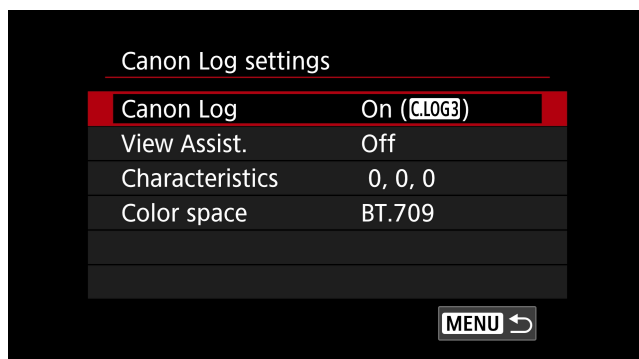 Canon Log settings
Canon Log On (C.LOG3)
View Assist. Off
Characteristics 0, 0, 0
Color space BT.709
MENU